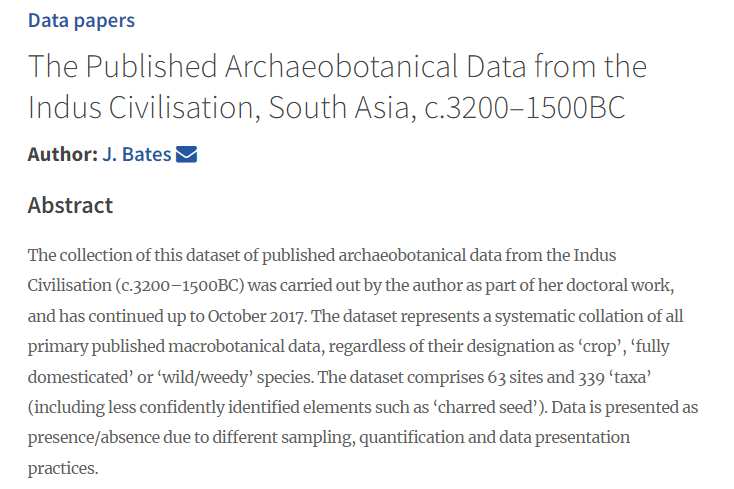 Data papers
The Published Archaeobotanical Data from the
Indus Civilisation, South Asia, c.3200–1500BC
Author: J. Bates
Abstract
The collection of this dataset of published archaeobotanical data from the Indus
Civilisation (c.3200–1500BC) was carried out by the author as part of her doctoral work,
and has continued up to October 2017. The dataset represents a systematic collation of all
primary published macrobotanical data, regardless of their designation as ‘crop’, ‘fully
domesticated’ or ‘wild/weedy’ species. The dataset comprises 63 sites and 339 ‘taxa’
(including less confidently identified elements such as ‘charred seed’). Data is presented as
presence/absence due to different sampling, quantification and data presentation
practices.